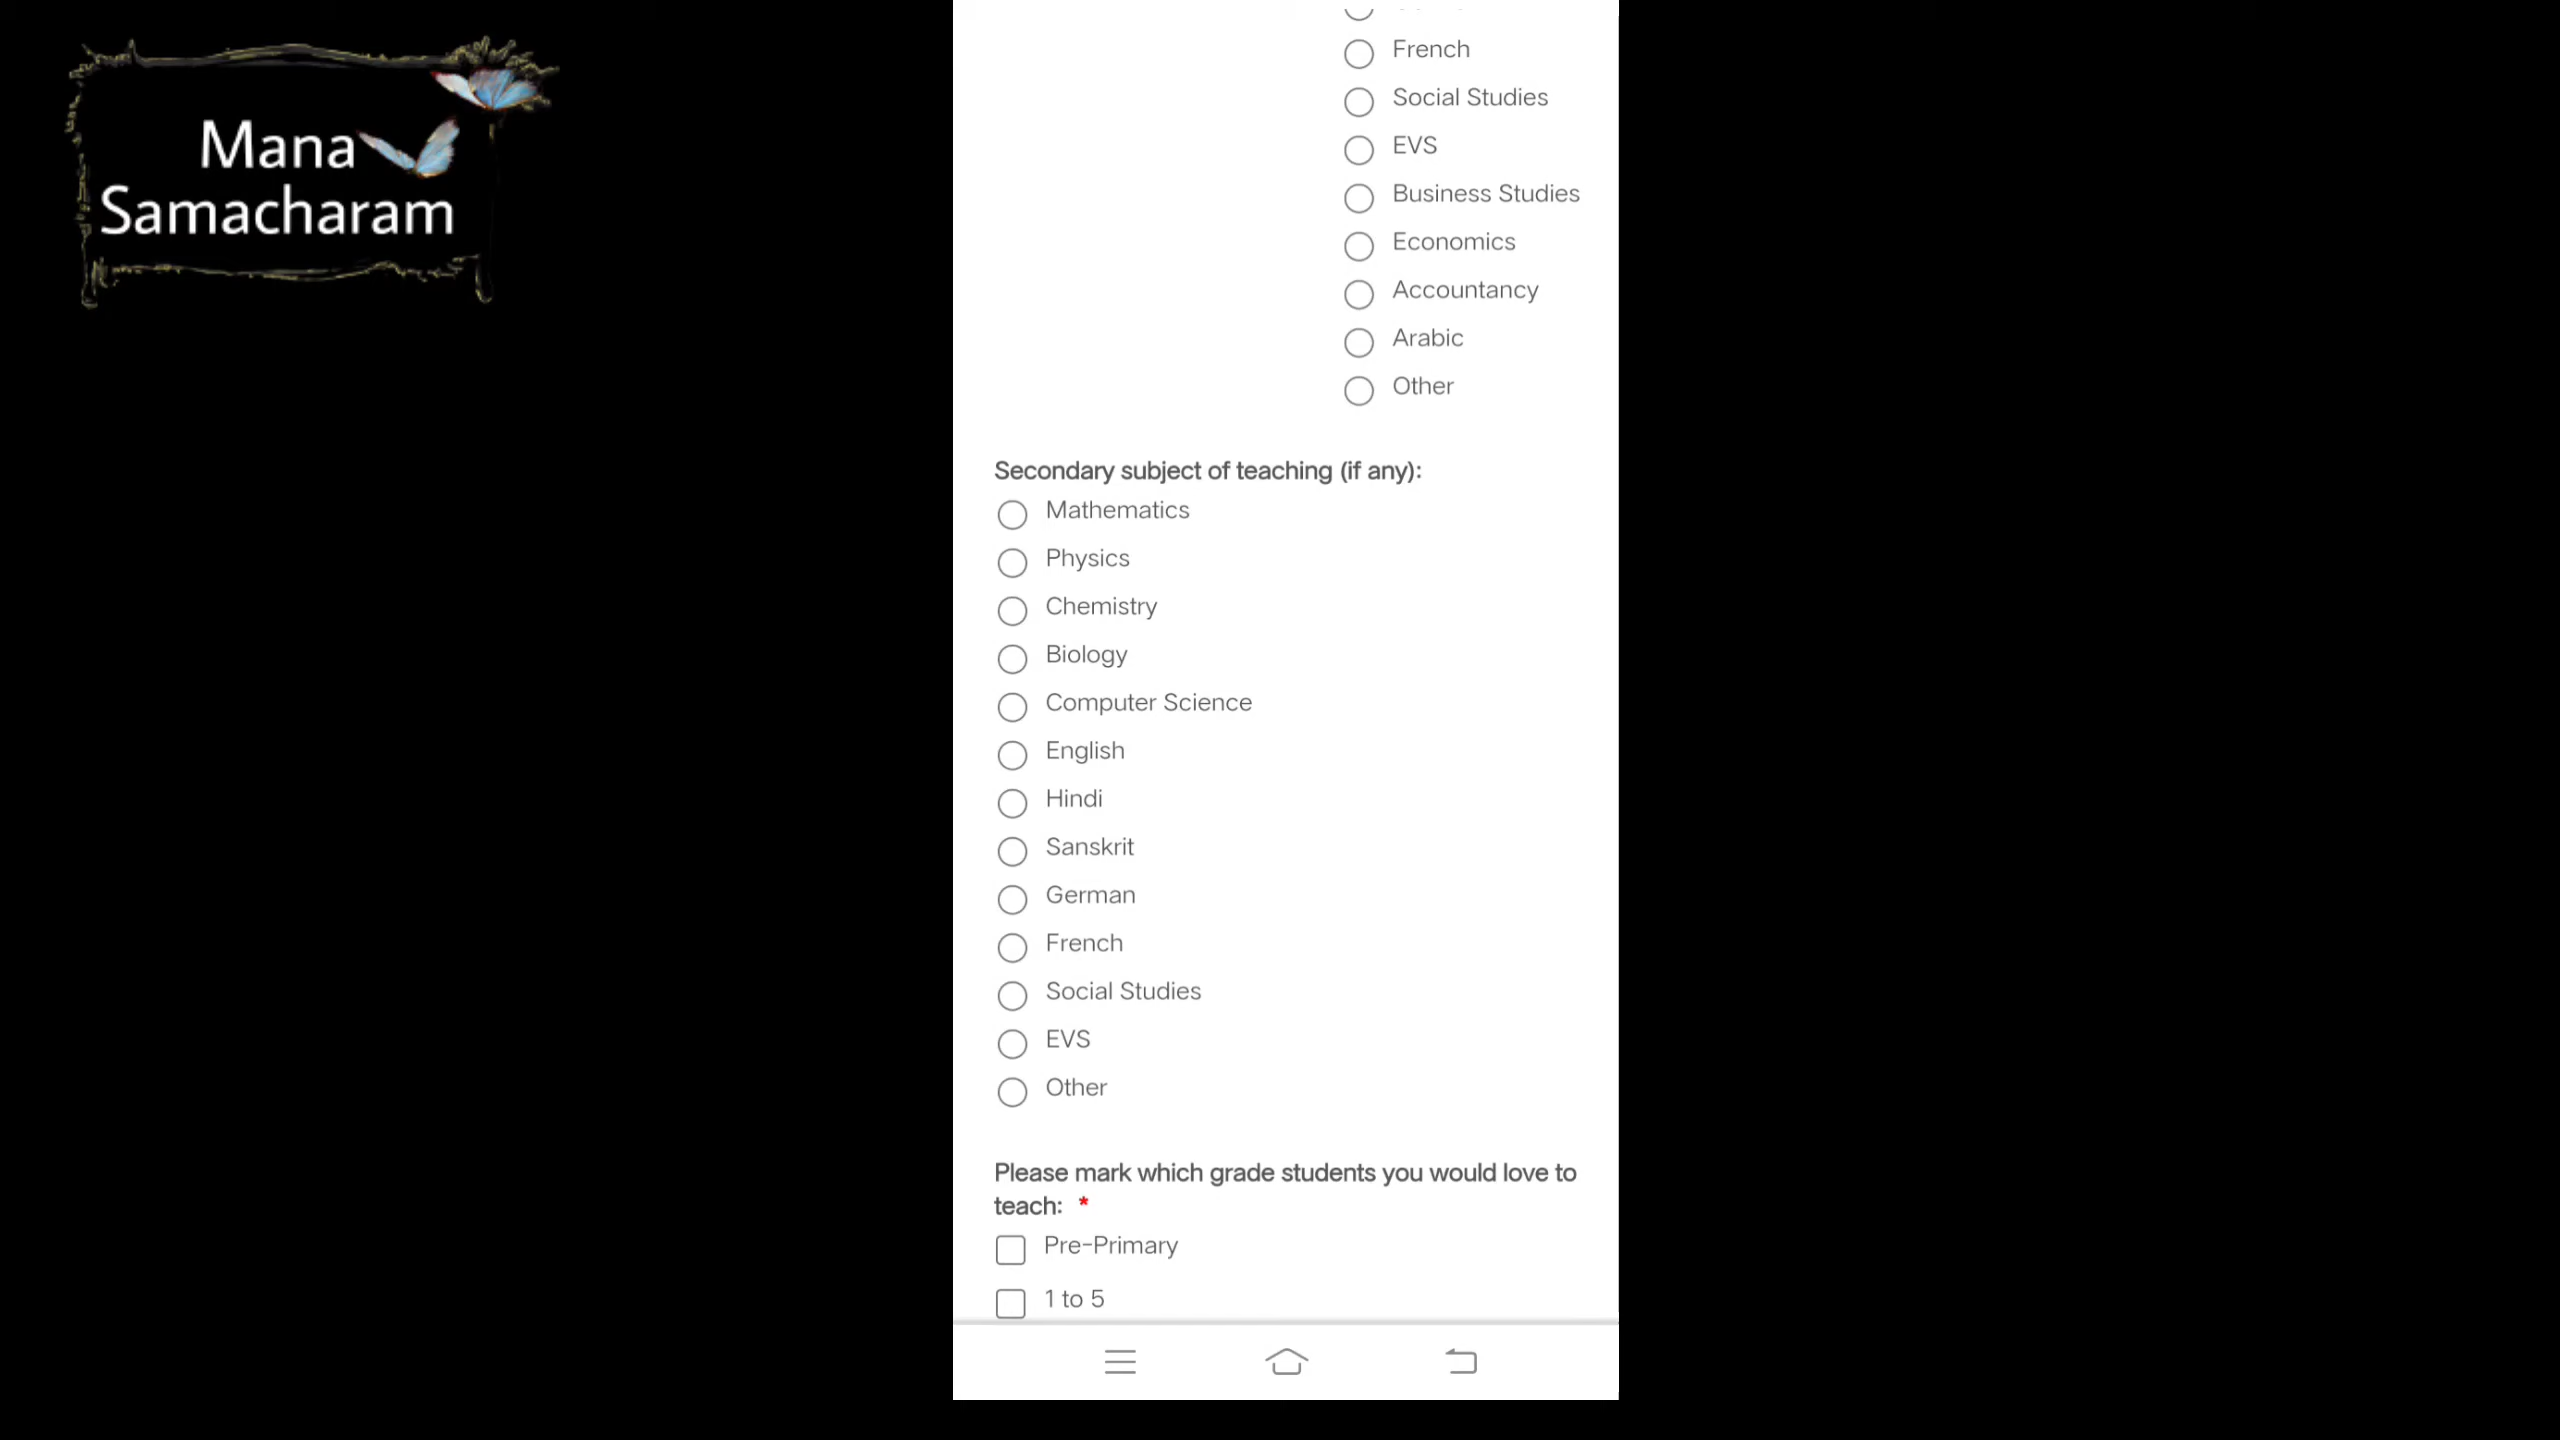 Mana
Samacharam
French
Social Studies
EVS
Business Studies
Economics
Accountancy
Arabic
Other
Secondary subject of teaching (if any):
Mathematics
Physics
Chemistry
Biology
Computer Science
English
Hindi
Sanskrit
German
French
Social Studies
EVS
Other
Please mark which grade students you would love to
teach: *
Pre-Primary
1 to 5